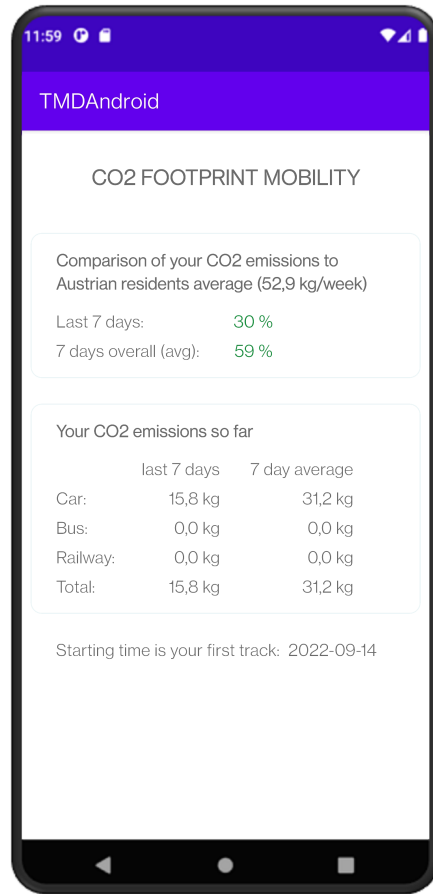 11:59
TMDAndroid
CO2 FOOTPRINT MOBILITY
Comparison of your CO2 emissions to
Austrian residents average (52,9 kg/week)
Last 7 days: 30 %
7 days overall (avg): 59 %
Your CO2 emissions so far
last 7 days 7 day average
Car: 15,8 kg 31,2 kg
Bus: 0,0 kg 0,0 kg
Railway: 0,0 kg 0,0 kg
Total: 15,8 kg 31,2 kg
Starting time is your first track: 2022-09-14